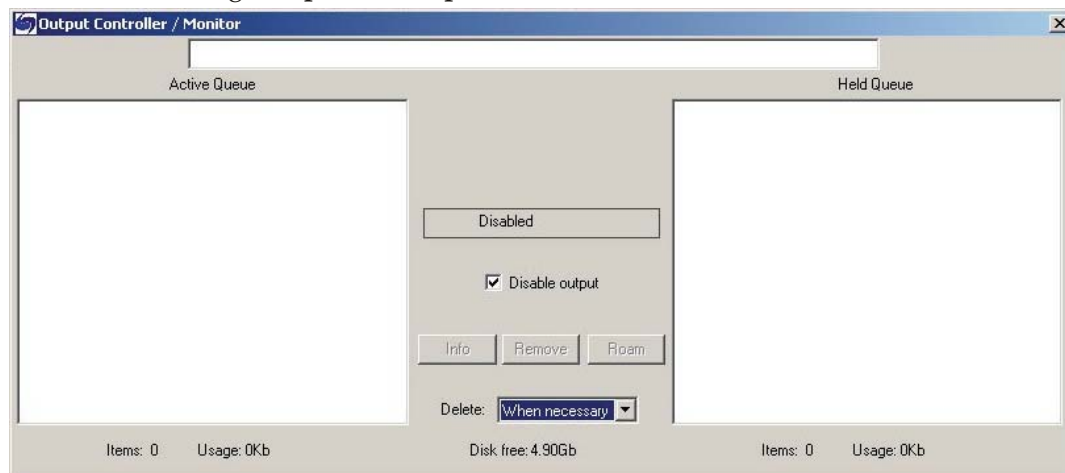 Output Controller / Monitor
Active Queue
Held Queue
Disabled
Disable output
Info
Remove
Roam
Delete: When necessary
Items: 0 Usage: 0Kb
Disk free: 4.90Gb
Items: 0 Usage: 0Kb